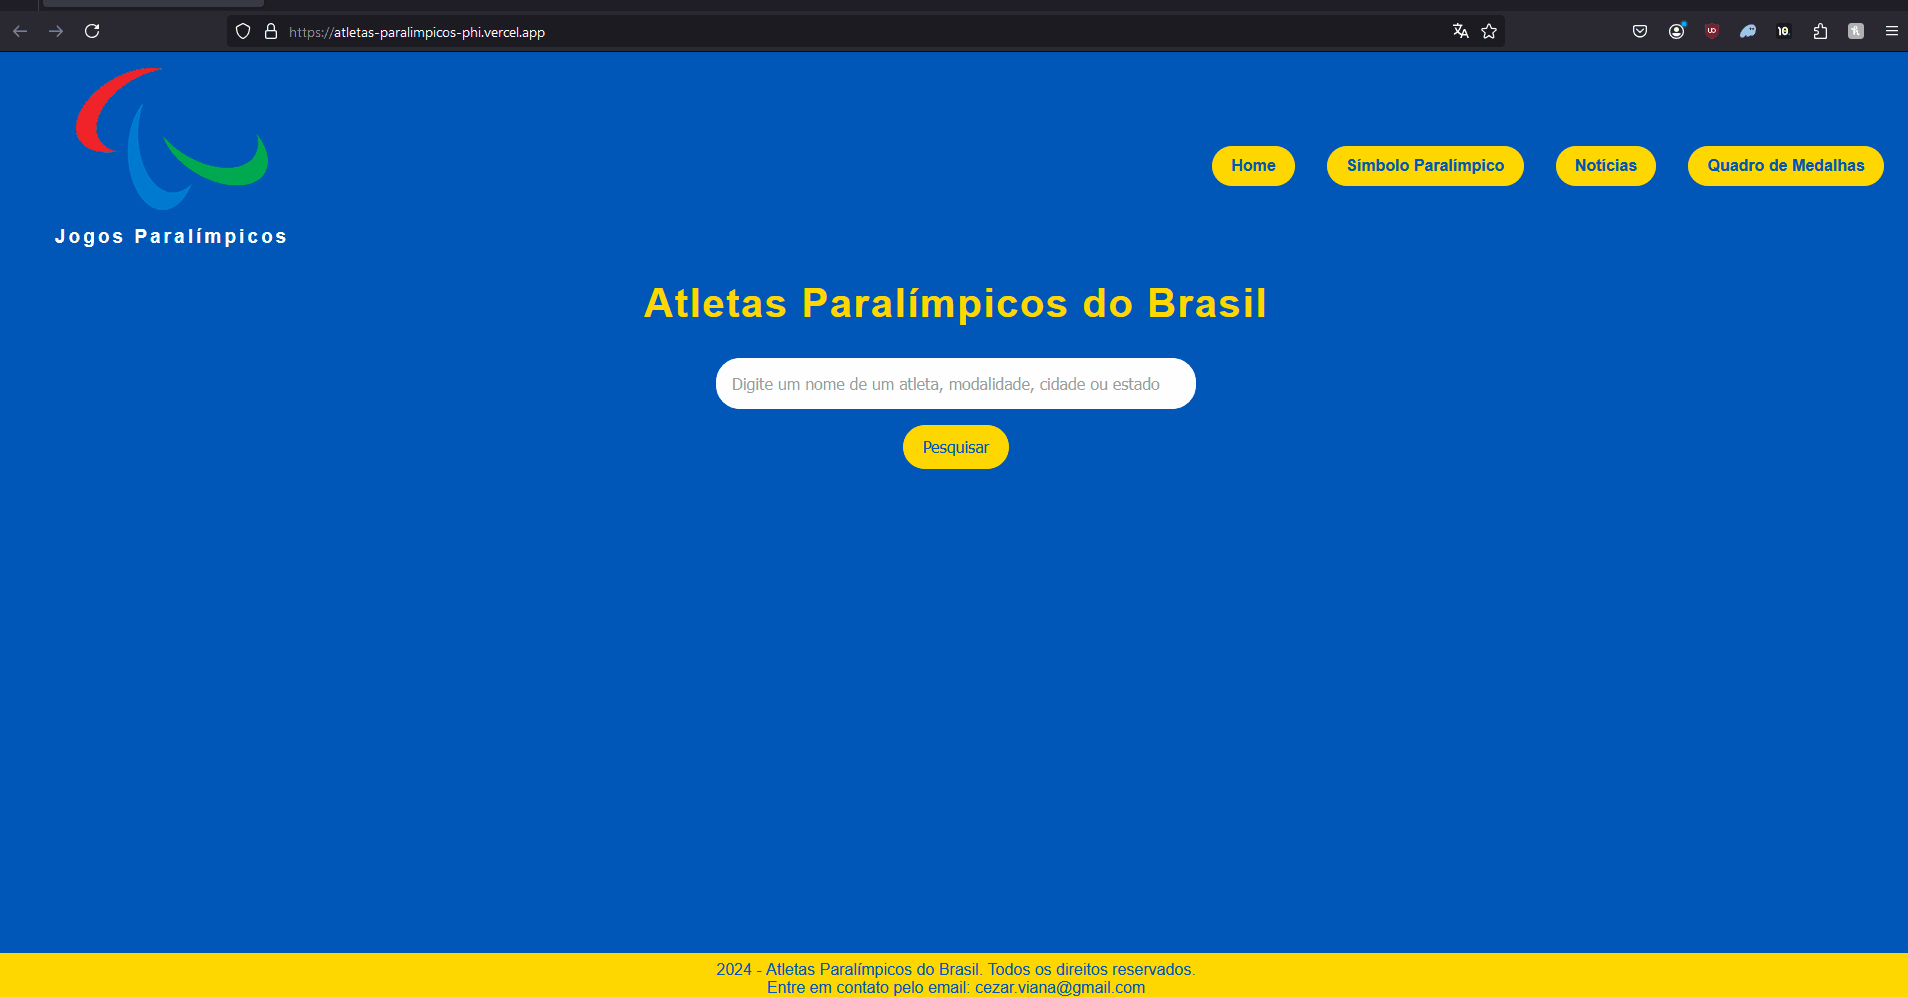 https://atletas-paralimpicos-phi.vercel.app
Home
Símbolo Paralímpico
Notícias
Quadro de Medalhas
Jogos Paralímpicos
Atletas Paralímpicos do Brasil
Digite um nome de um atleta, modalidade, cidade ou estado
Pesquisar
2024 - Atletas Paralímpicos do Brasil. Todos os direitos reservados.
Entre em contato pelo email: cezar.viana@gmail.com